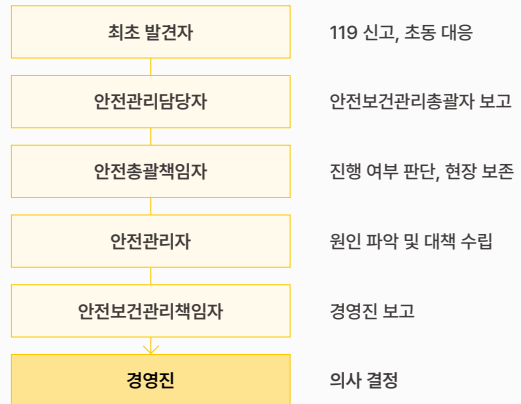 최초 발견자
119 신고, 초동 대응
안전관리담당자
안전보건관리총괄자 보고
안전총괄책임자
진행 여부 판단, 현장 보존
안전관리자
원인 파악 및 대책 수립
안전보건관리책임자
경영진 보고
경영진
의사 결정